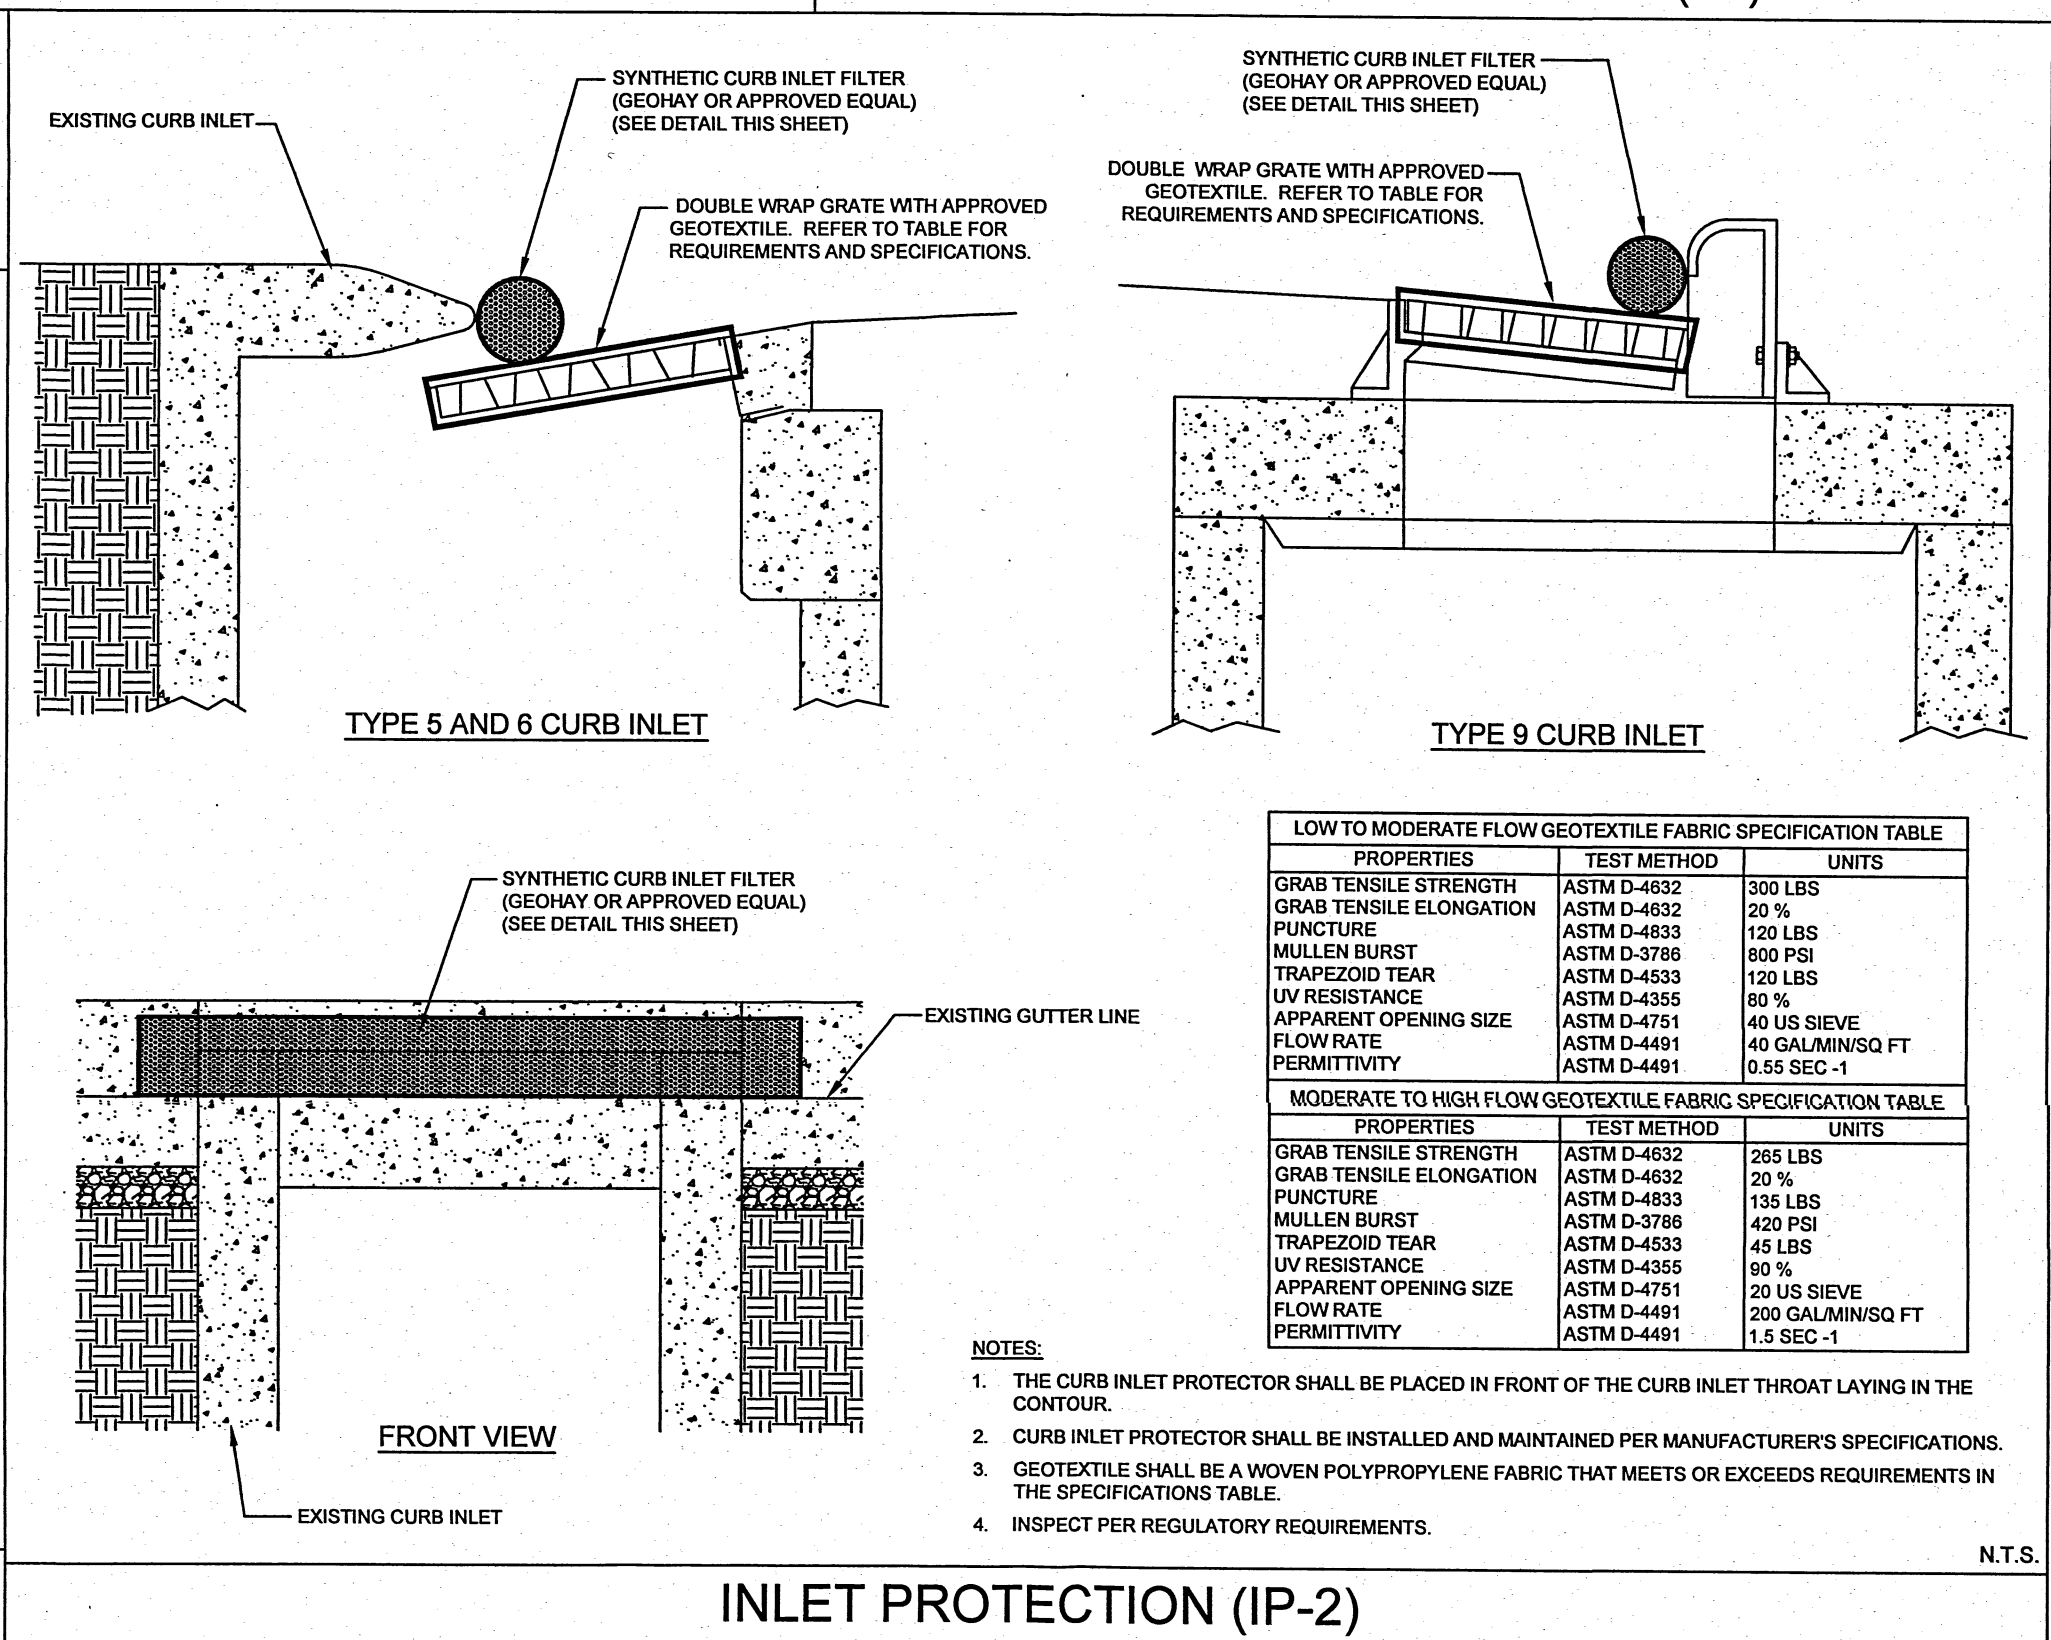 SYNTHETIC CURB INLET FILTER
(GEOHAY OR APPROVED EQUAL)
(SEE DETAIL THIS SHEET)
EXISTING CURB INLET
DOUBLE WRAP GRATE WITH APPROVED
GEOTEXTILE. REFER TO TABLE FOR
REQUIREMENTS AND SPECIFICATIONS.
TYPE 5 AND 6 CURB INLET
SYNTHETIC CURB INLET FILTER
(GEOHAY OR APPROVED EQUAL)
(SEE DETAIL THIS SHEET)
DOUBLE WRAP GRATE WITH APPROVED
GEOTEXTILE. REFER TO TABLE FOR
REQUIREMENTS AND SPECIFICATIONS.
TYPE 9 CURB INLET
SYNTHETIC CURB INLET FILTER
(GEOHAY OR APPROVED EQUAL)
(SEE DETAIL THIS SHEET)
EXISTING GUTTER LINE
FRONT VIEW
EXISTING CURB INLET
LOW TO MODERATE FLOW GEOTEXTILE FABRIC SPECIFICATION TABLE
PROPERTIES TEST METHOD UNITS
GRAB TENSILE STRENGTH ASTM D-4632 300 LBS
GRAB TENSILE ELONGATION ASTM D-4632 20 %
PUNCTURE ASTM D-4833 120 LBS
MULLEN BURST ASTM D-3786 800 PSI
TRAPEZOID TEAR ASTM D-4533 120 LBS
UV RESISTANCE ASTM D-4355 80 %
APPARENT OPENING SIZE ASTM D-4751 40 US SIEVE
FLOW RATE ASTM D-4491 40 GAL/MIN/SQ FT
PERMITTIVITY ASTM D-4491 0.55 SEC -1
MODERATE TO HIGH FLOW GEOTEXTILE FABRIC SPECIFICATION TABLE
PROPERTIES TEST METHOD UNITS
GRAB TENSILE STRENGTH ASTM D-4632 265 LBS
GRAB TENSILE ELONGATION ASTM D-4632 20 %
PUNCTURE ASTM D-4833 135 LBS
MULLEN BURST ASTM D-3786 420 PSI
TRAPEZOID TEAR ASTM D-4533 45 LBS
UV RESISTANCE ASTM D-4355 90 %
APPARENT OPENING SIZE ASTM D-4751 20 US SIEVE
FLOW RATE ASTM D-4491 200 GAL/MIN/SQ FT
PERMITTIVITY ASTM D-4491 1.5 SEC -1
NOTES:
1. THE CURB INLET PROTECTOR SHALL BE PLACED IN FRONT OF THE CURB INLET THROAT LAYING IN THE
CONTOUR.
2. CURB INLET PROTECTOR SHALL BE INSTALLED AND MAINTAINED PER MANUFACTURER'S SPECIFICATIONS.
3. GEOTEXTILE SHALL BE A WOVEN POLYPROPYLENE FABRIC THAT MEETS OR EXCEEDS REQUIREMENTS IN
THE SPECIFICATIONS TABLE.
4. INSPECT PER REGULATORY REQUIREMENTS.
N.T.S.
INLET PROTECTION (IP-2)